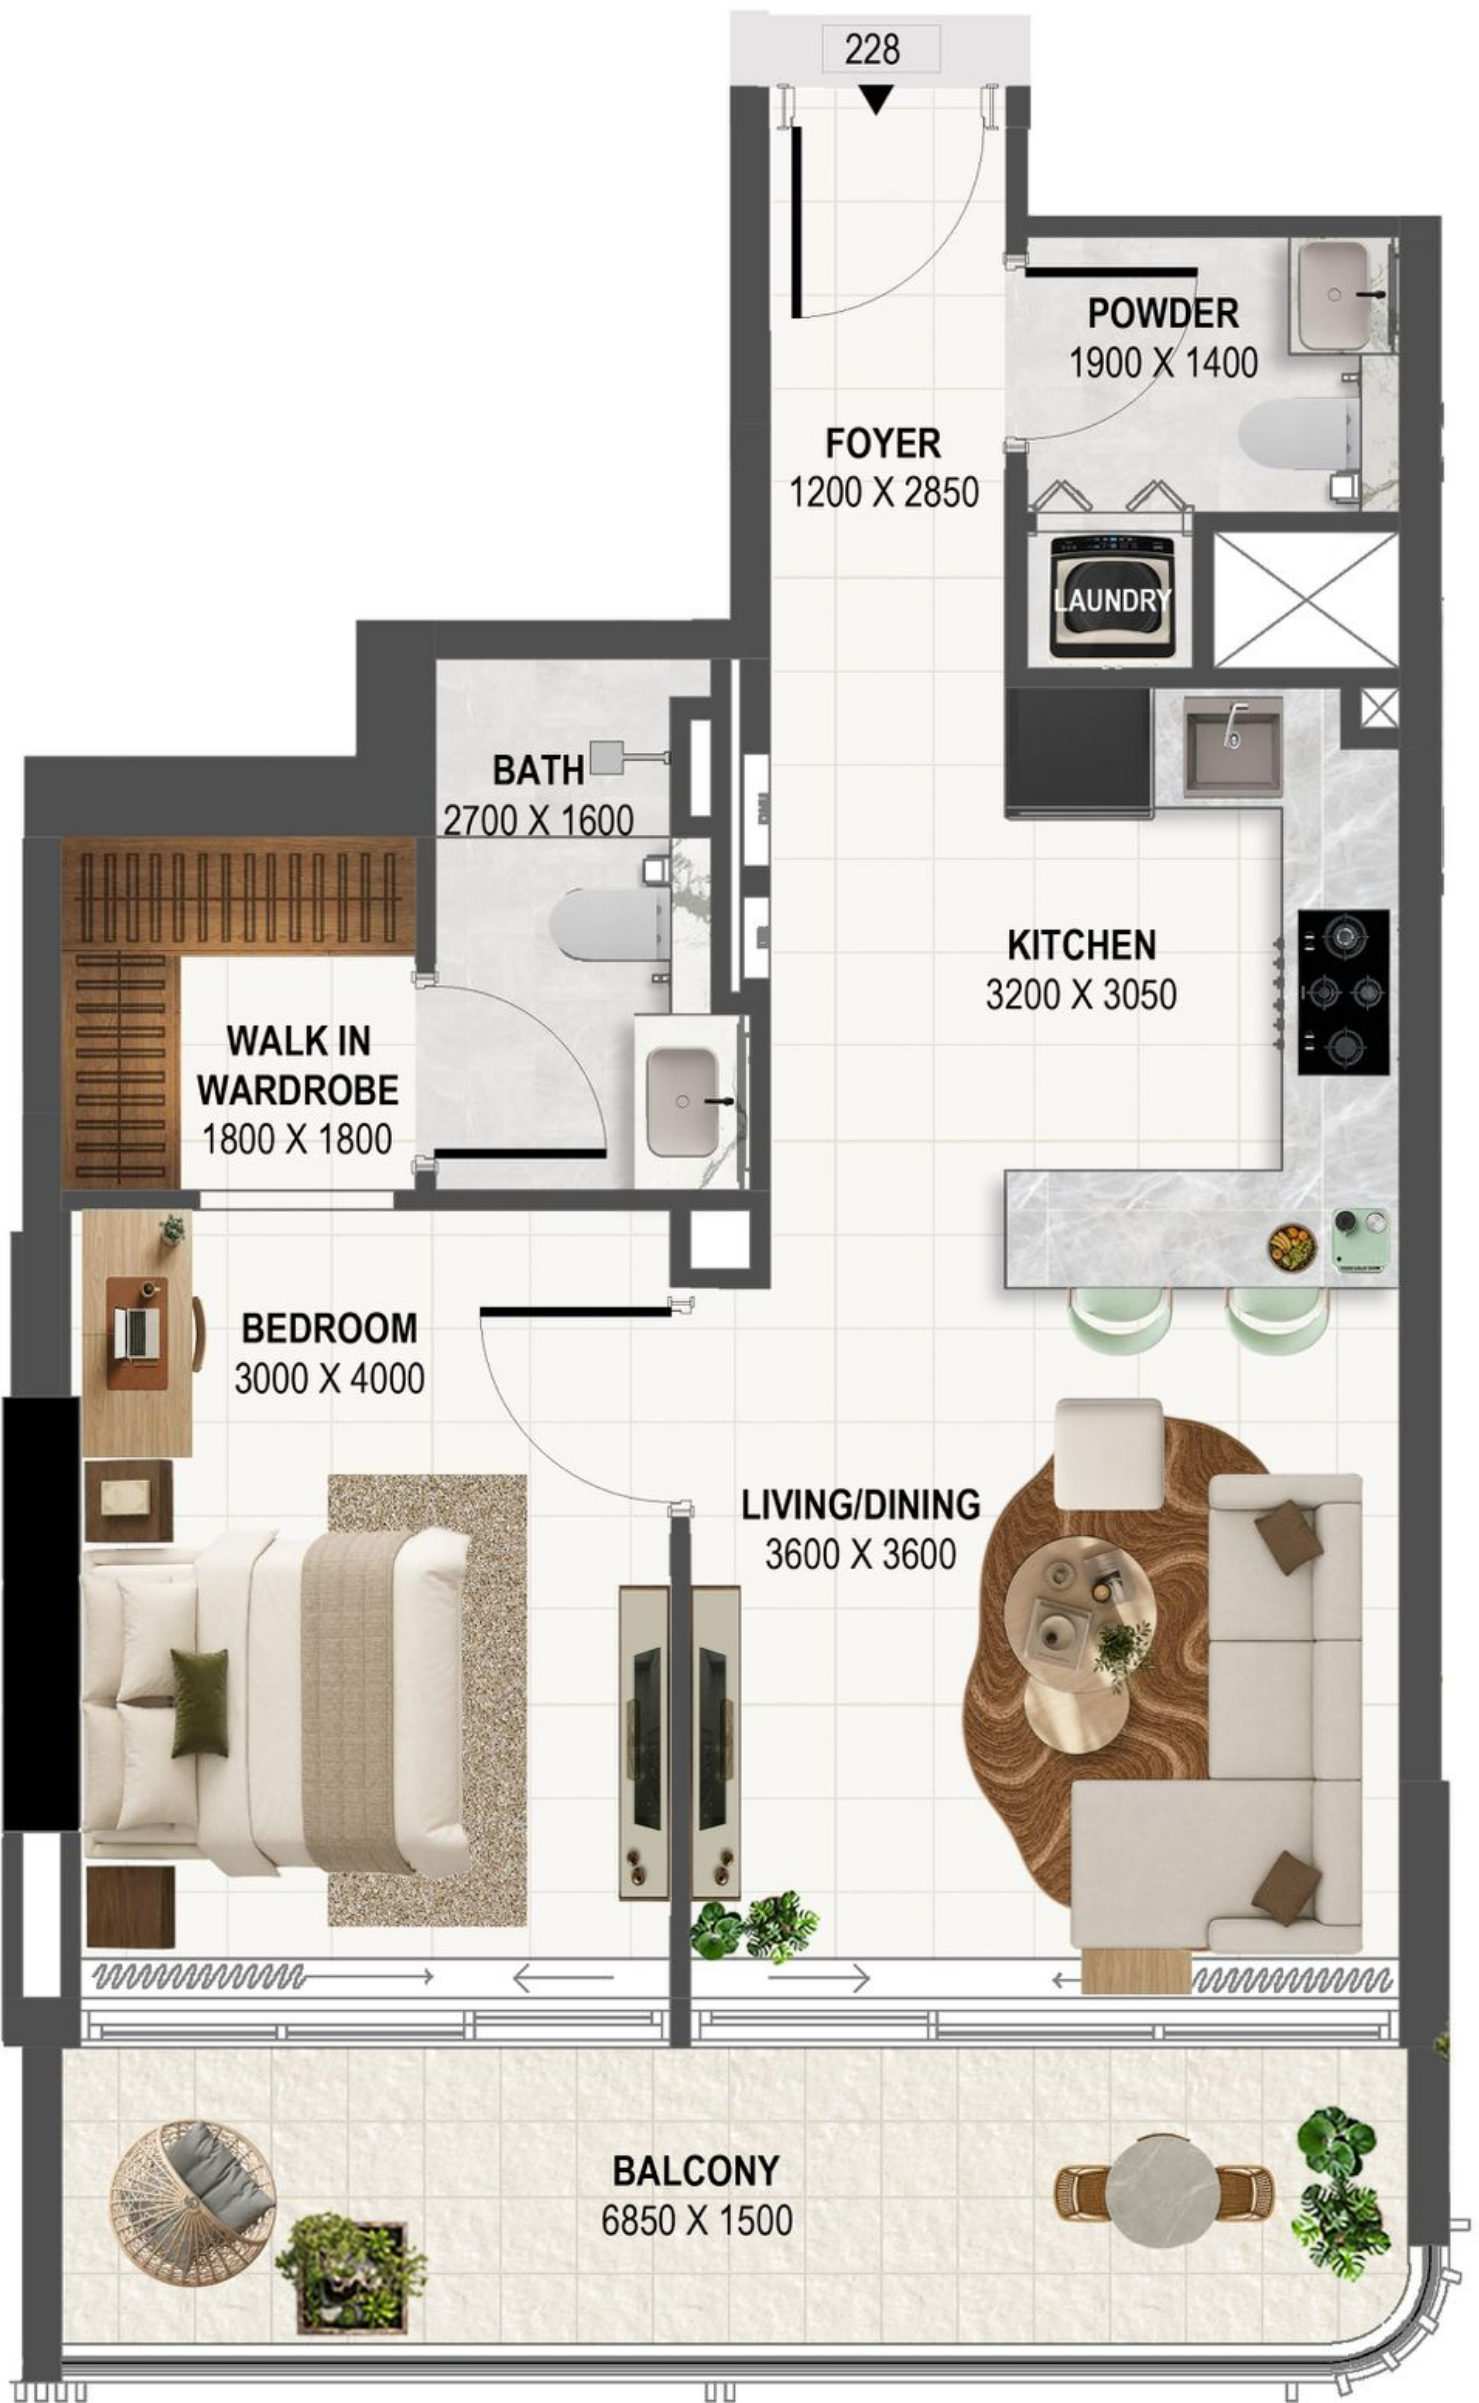 228
POWDER
1900 X 1400
FOYER
1200 X 2850
LAUNDRY
BATH
2700 X 1600
KITCHEN
3200 X 3050
WALK IN
WARDROBE
1800 X 1800
BEDROOM
3000 X 4000
LIVING/DINING
3600 X 3600
BALCONY
6850 X 1500